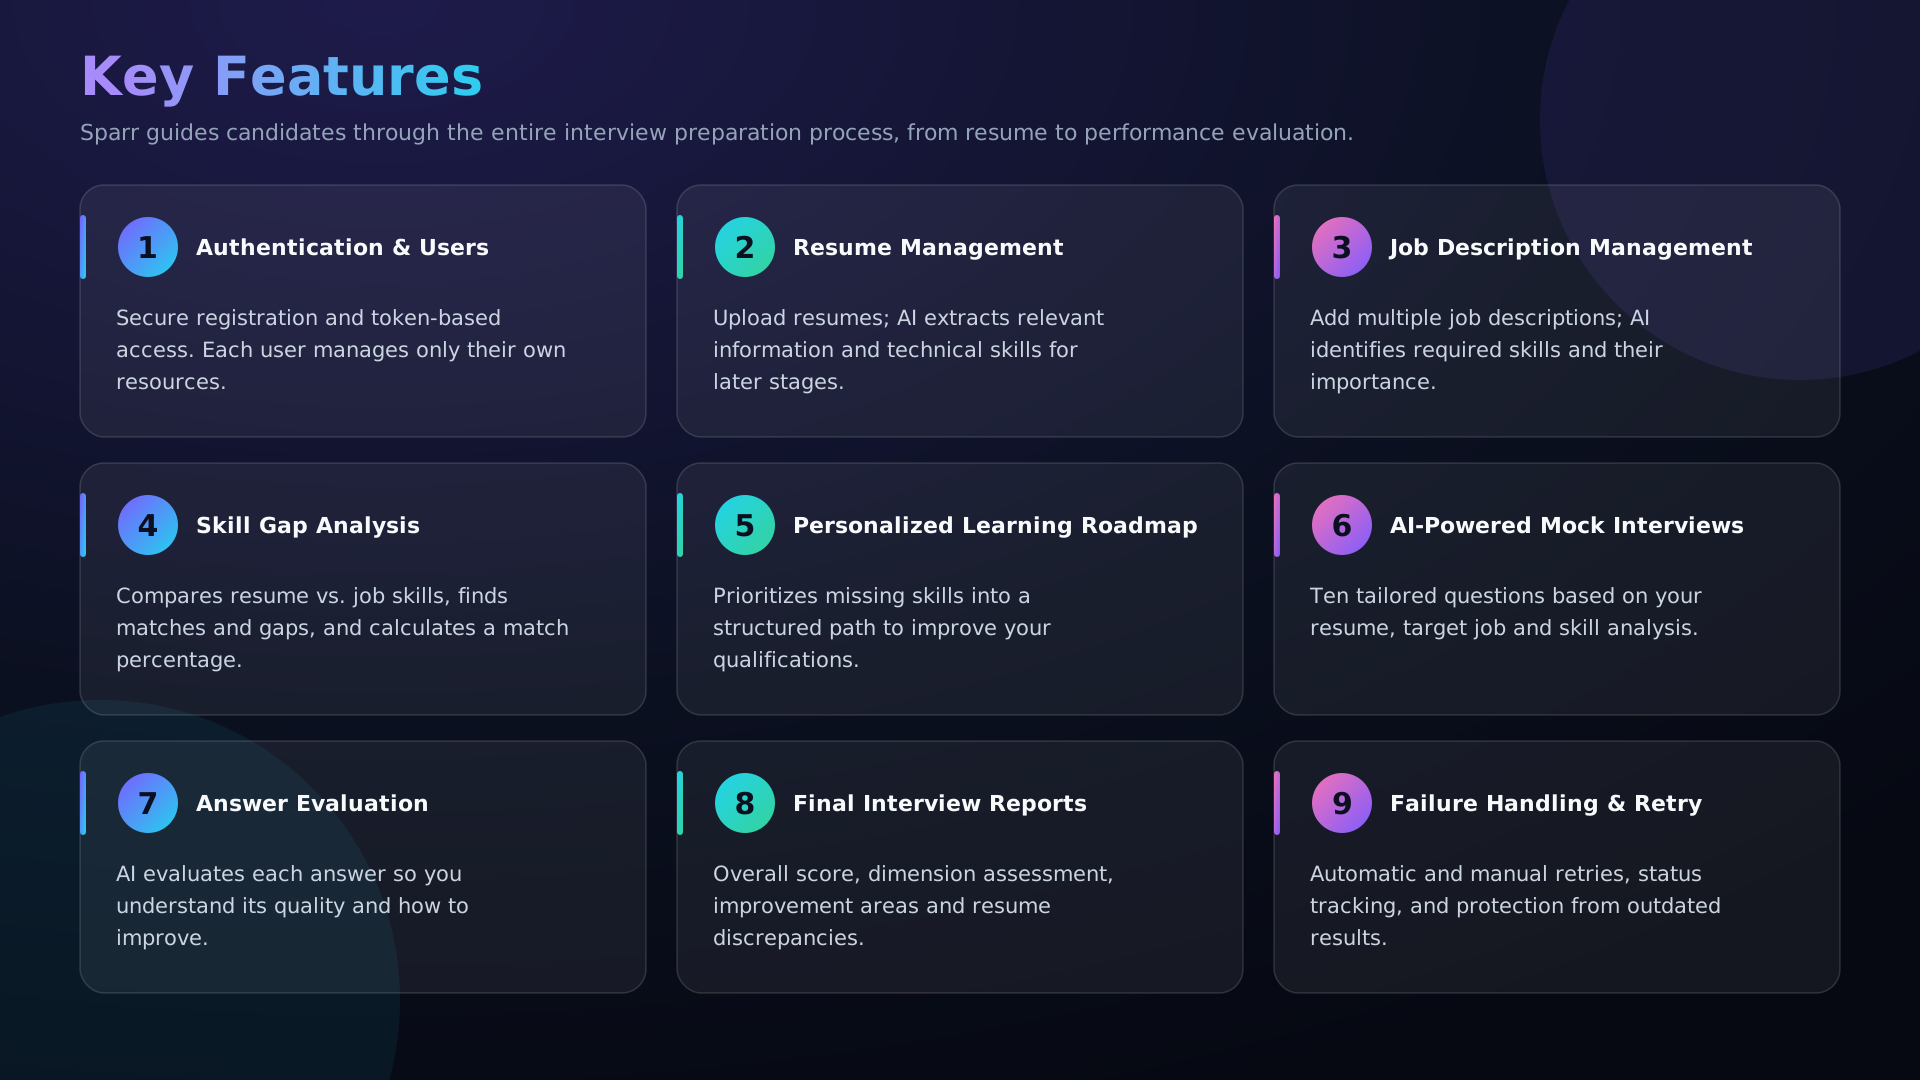 Key Features
Sparr guides candidates through the entire interview preparation process, from resume to performance evaluation.
1
Authentication & Users
Secure registration and token-based
access. Each user manages only their own
resources.
2
Resume Management
Upload resumes; AI extracts relevant
information and technical skills for
later stages.
3
Job Description Management
Add multiple job descriptions; AI
identifies required skills and their
importance.
4
Skill Gap Analysis
Compares resume vs. job skills, finds
matches and gaps, and calculates a match
percentage.
5
Personalized Learning Roadmap
Prioritizes missing skills into a
structured path to improve your
qualifications.
6
AI-Powered Mock Interviews
Ten tailored questions based on your
resume, target job and skill analysis.
7
Answer Evaluation
AI evaluates each answer so you
understand its quality and how to
improve.
8
Final Interview Reports
Overall score, dimension assessment,
improvement areas and resume
discrepancies.
9
Failure Handling & Retry
Automatic and manual retries, status
tracking, and protection from outdated
results.